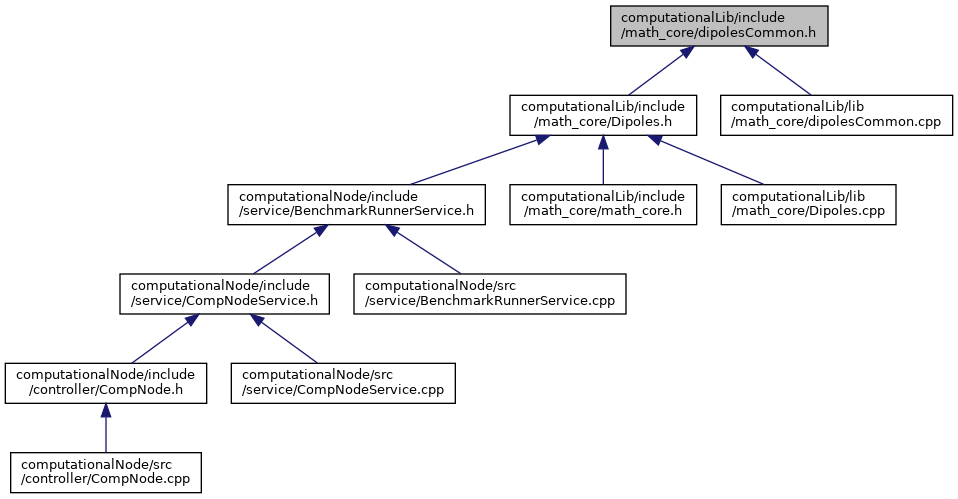 computationalLib/include
/math_core/dipolesCommon.h
computationalLib/include
/math_core/Dipoles.h
computationalLib/lib
/math_core/dipolesCommon.cpp
computationalNode/include
/service/BenchmarkRunnerService.h
computationalLib/include
/math_core/math_core.h
computationalLib/lib
/math_core/Dipoles.cpp
computationalNode/include
/service/CompNodeService.h
computationalNode/src
/service/BenchmarkRunnerService.cpp
computationalNode/include
/controller/CompNode.h
computationalNode/src
/service/CompNodeService.cpp
computationalNode/src
/controller/CompNode.cpp